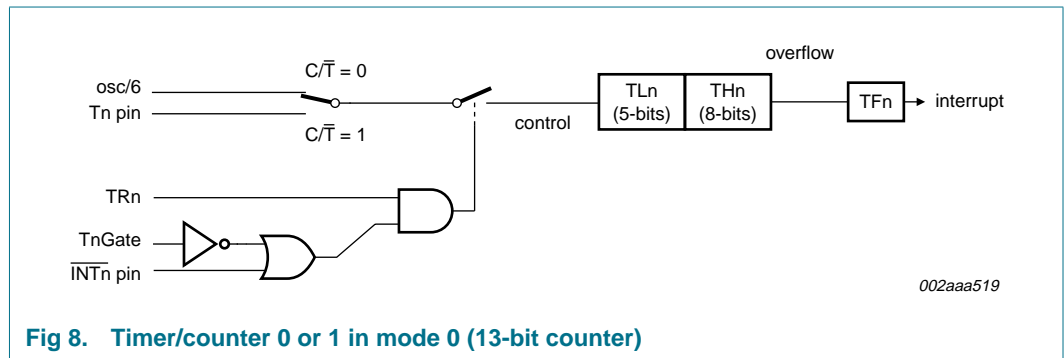 overflow
C/T̅ = 0
osc/6
Tn pin
C/T̅ = 1
control
TLn
(5-bits)
THn
(8-bits)
TFn
interrupt
TRn
TnGate
I̅N̅T̅n̅ pin
002aaa519
Fig 8. Timer/counter 0 or 1 in mode 0 (13-bit counter)